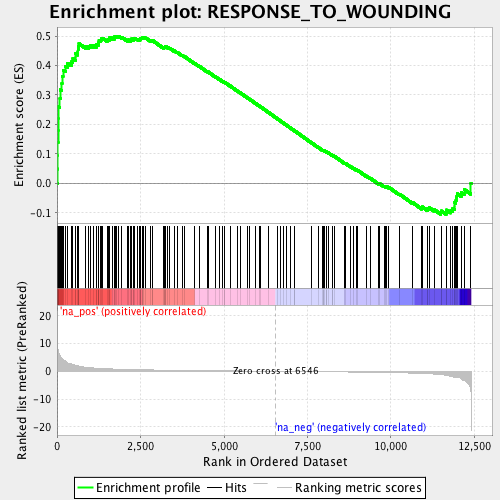 Enrichment plot: RESPONSE_TO_WOUNDING
Enrichment score (ES)
0.5
0.4
0.3
0.2
0.1
0.0
-0.1
'na_pos' (positively correlated)
Ranked list metric (PreRanked)
20
10
0
-10
-20
Zero cross at 6546
'na_neg' (negatively correlated)
0
2,500
5,000
7,500
10,000
12,500
Rank in Ordered Dataset
Enrichment profile
Hits
Ranking metric scores